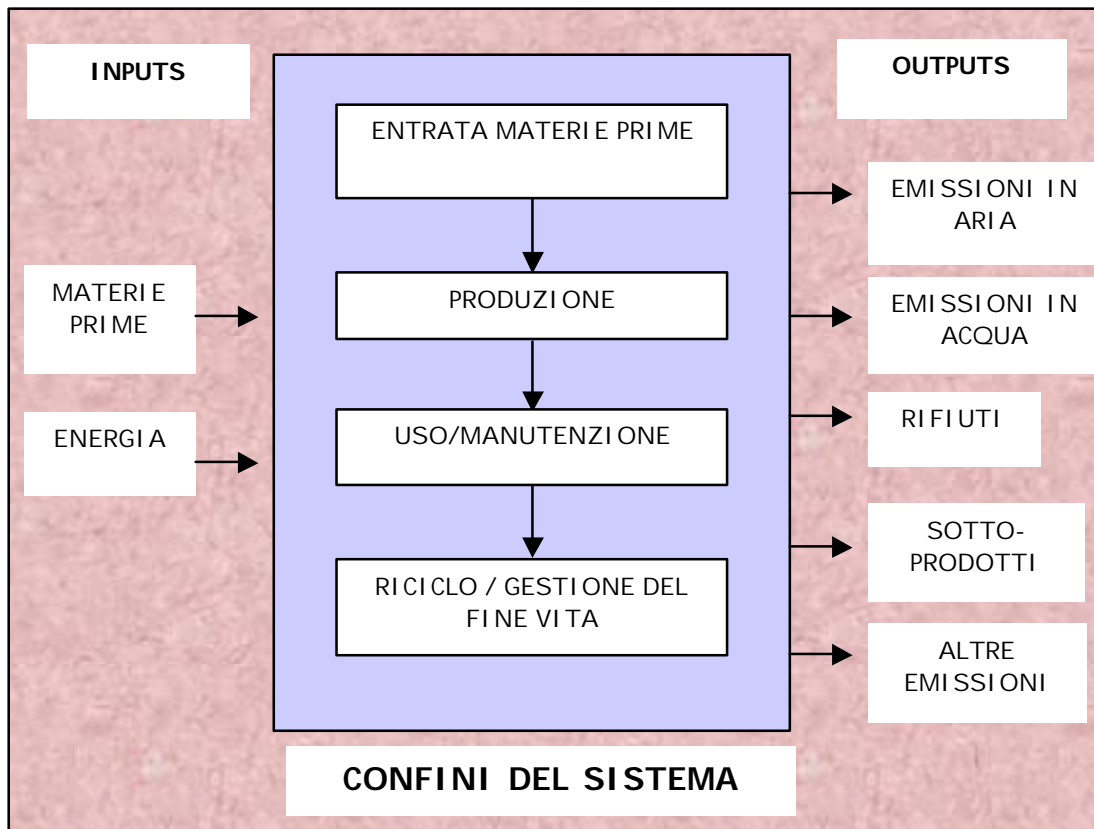 INPUTS
MATERIE
PRIME
ENERGIA
ENTRATA MATERIE PRIME
PRODUZIONE
USO/MANUTENZIONE
RICICLO / GESTIONE DEL
FINE VITA
OUTPUTS
EMISSIONI IN
ARIA
EMISSIONI IN
ACQUA
RIFIUTI
SOTTO-
PRODOTTI
ALTRE
EMISSIONI
CONFINI DEL SISTEMA